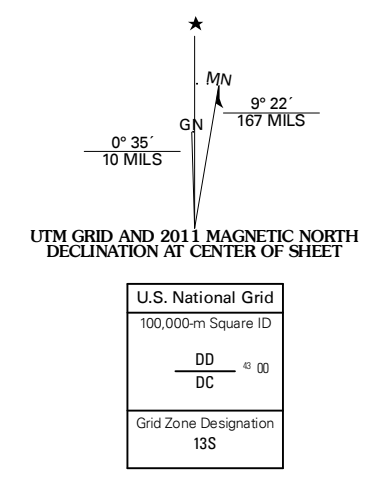 MN
GN
9° 22´
167 MILS
0° 35´
10 MILS
UTM GRID AND 2011 MAGNETIC NORTH
DECLINATION AT CENTER OF SHEET
U.S. National Grid
100,000-m Square ID
DD
43 00
DC
Grid Zone Designation
13S